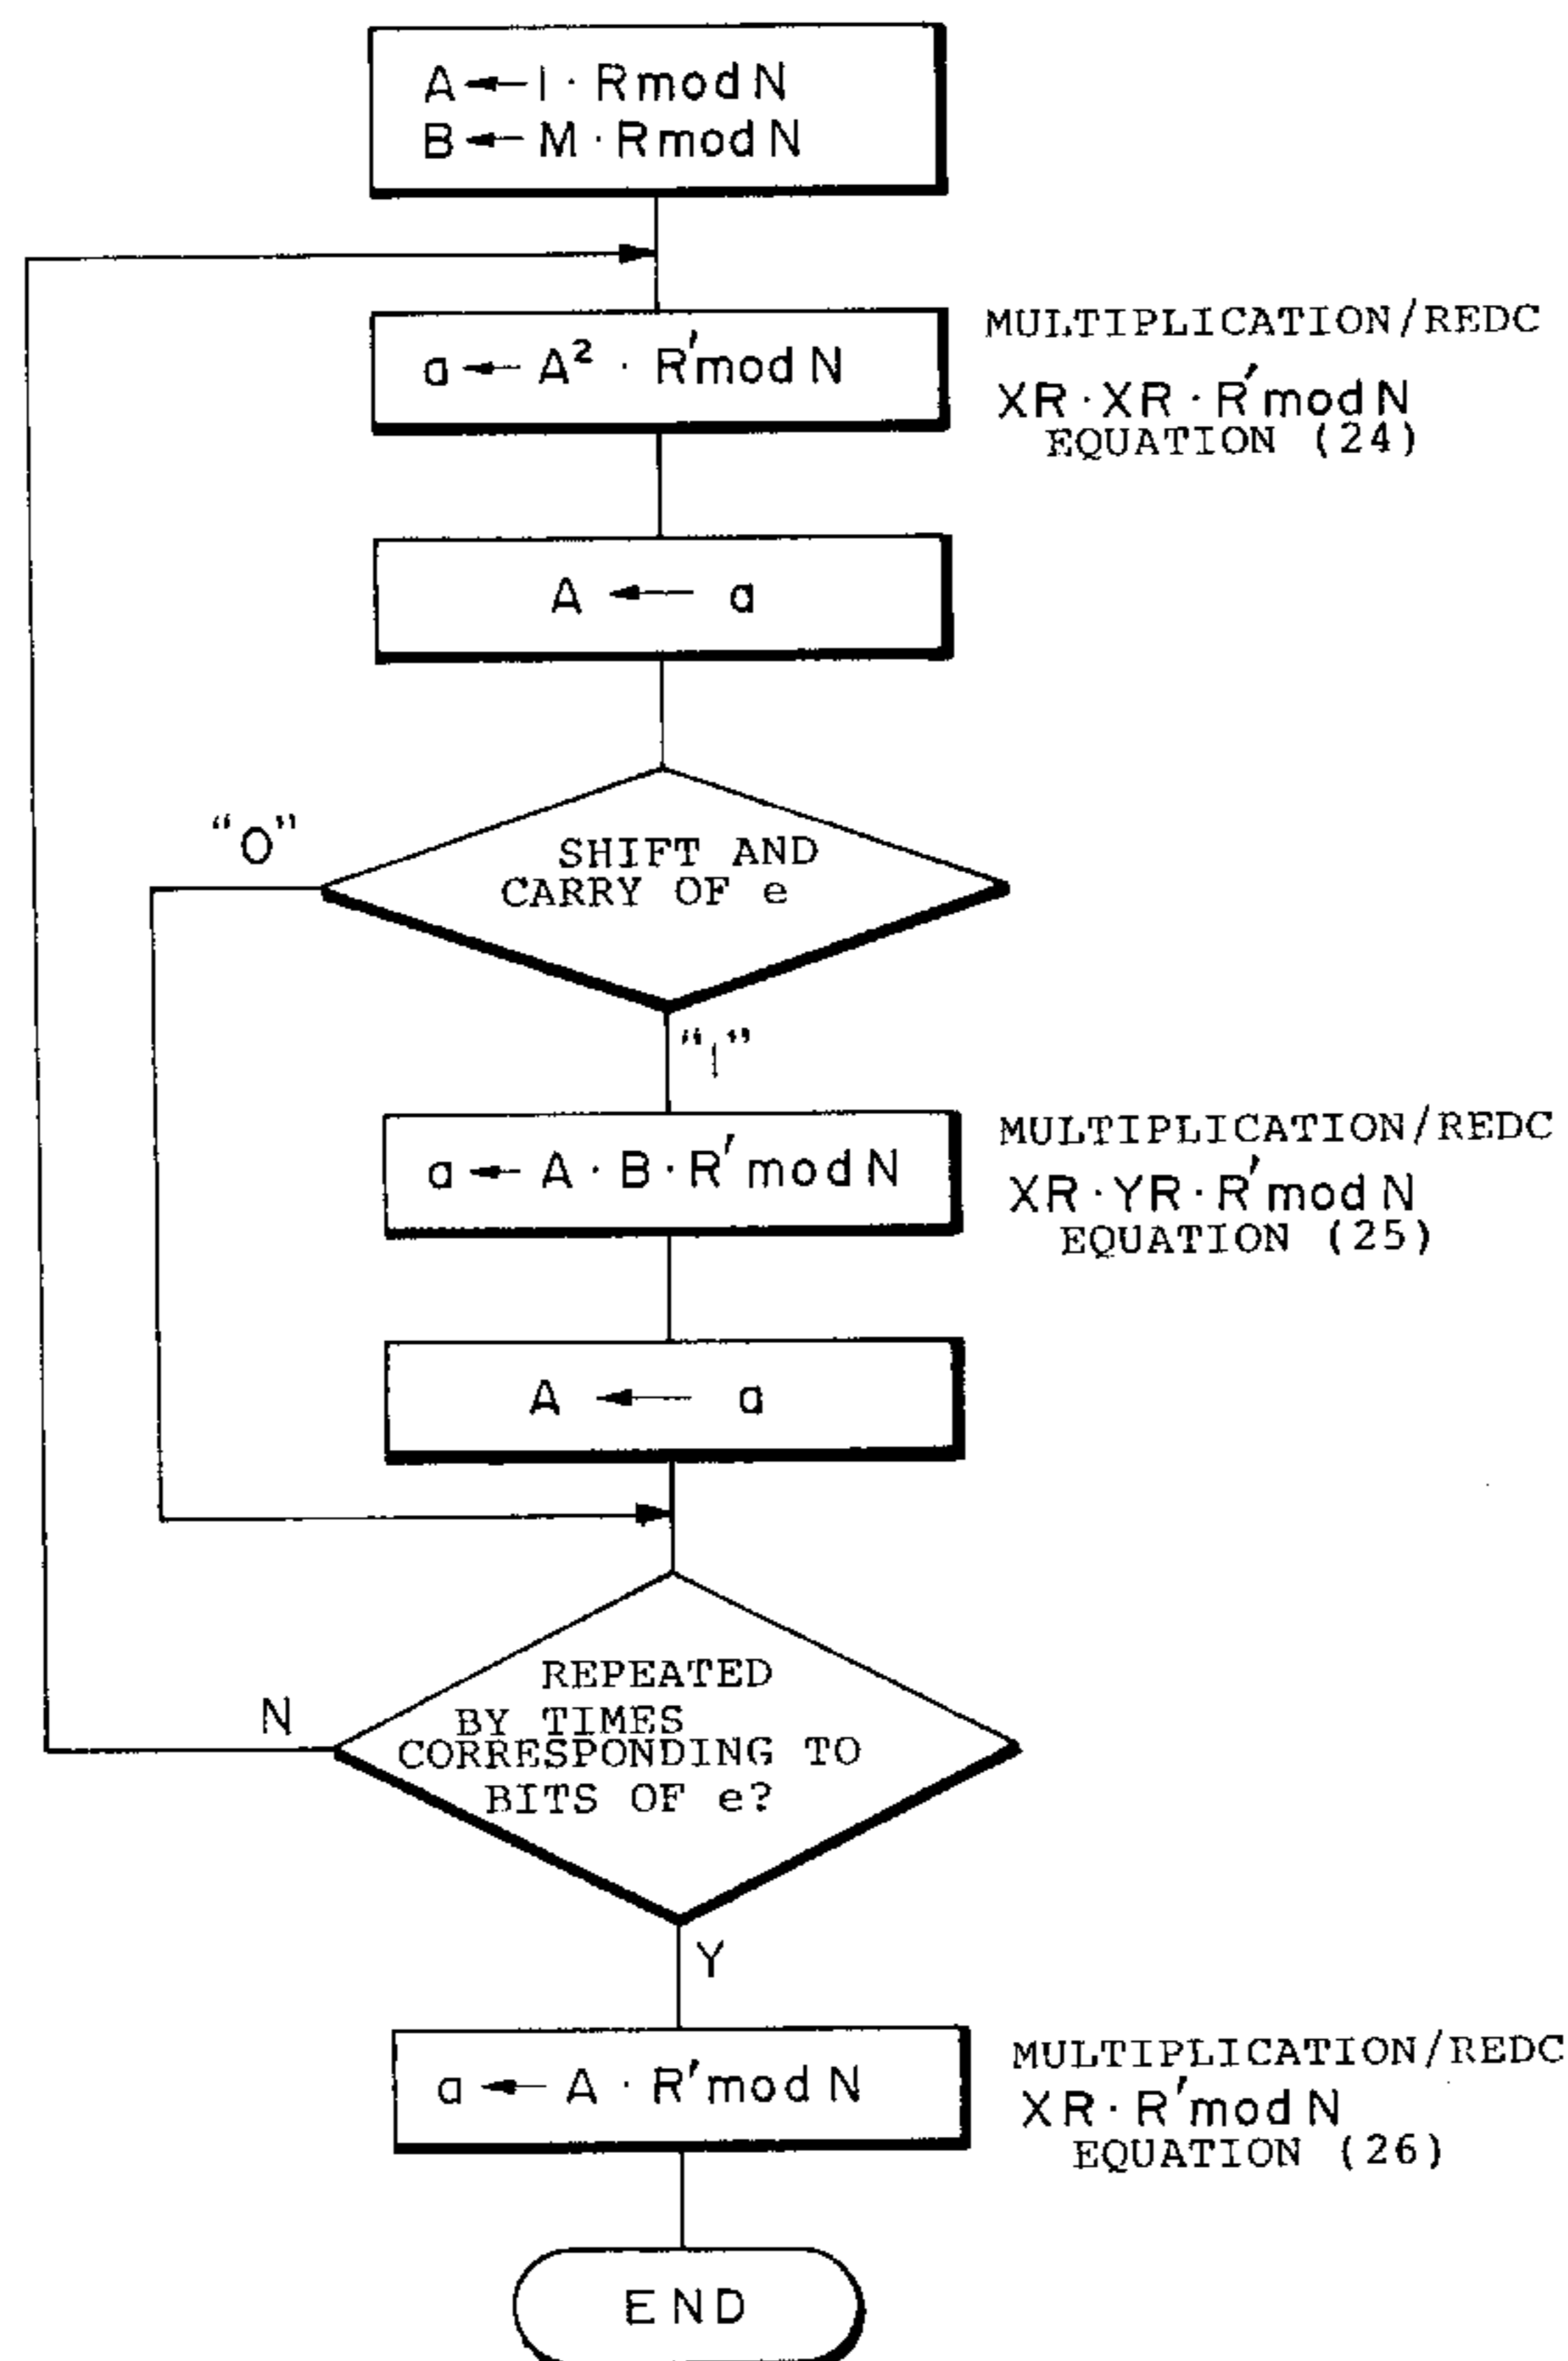 A ← 1 · R mod N
B ← M · R mod N
a ← A² · R′ mod N
MULTIPLICATION/REDC
XR · XR · R′ mod N
EQUATION (24)
A ← a
"0"
SHIFT AND
CARRY OF e
"1"
a ← A · B · R′ mod N
MULTIPLICATION/REDC
XR · YR · R′ mod N
EQUATION (25)
A ← a
REPEATED
BY TIMES
CORRESPONDING TO
BITS OF e?
N
Y
a ← A · R′ mod N
MULTIPLICATION/REDC
XR · R′ mod N
EQUATION (26)
END